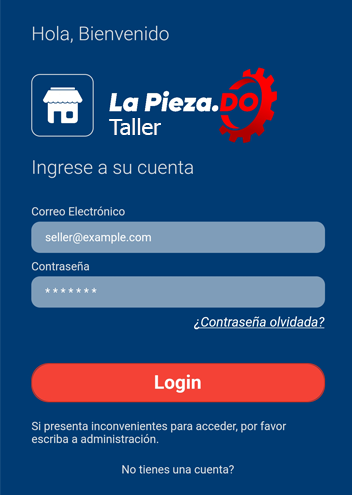 Hola, Bienvenido
La Pieza.DO
Taller
Ingrese a su cuenta
Correo Electrónico
seller@example.com
Contraseña
*******
¿Contraseña olvidada?
Login
Si presenta inconvenientes para acceder, por favor
escriba a administración.
No tienes una cuenta?